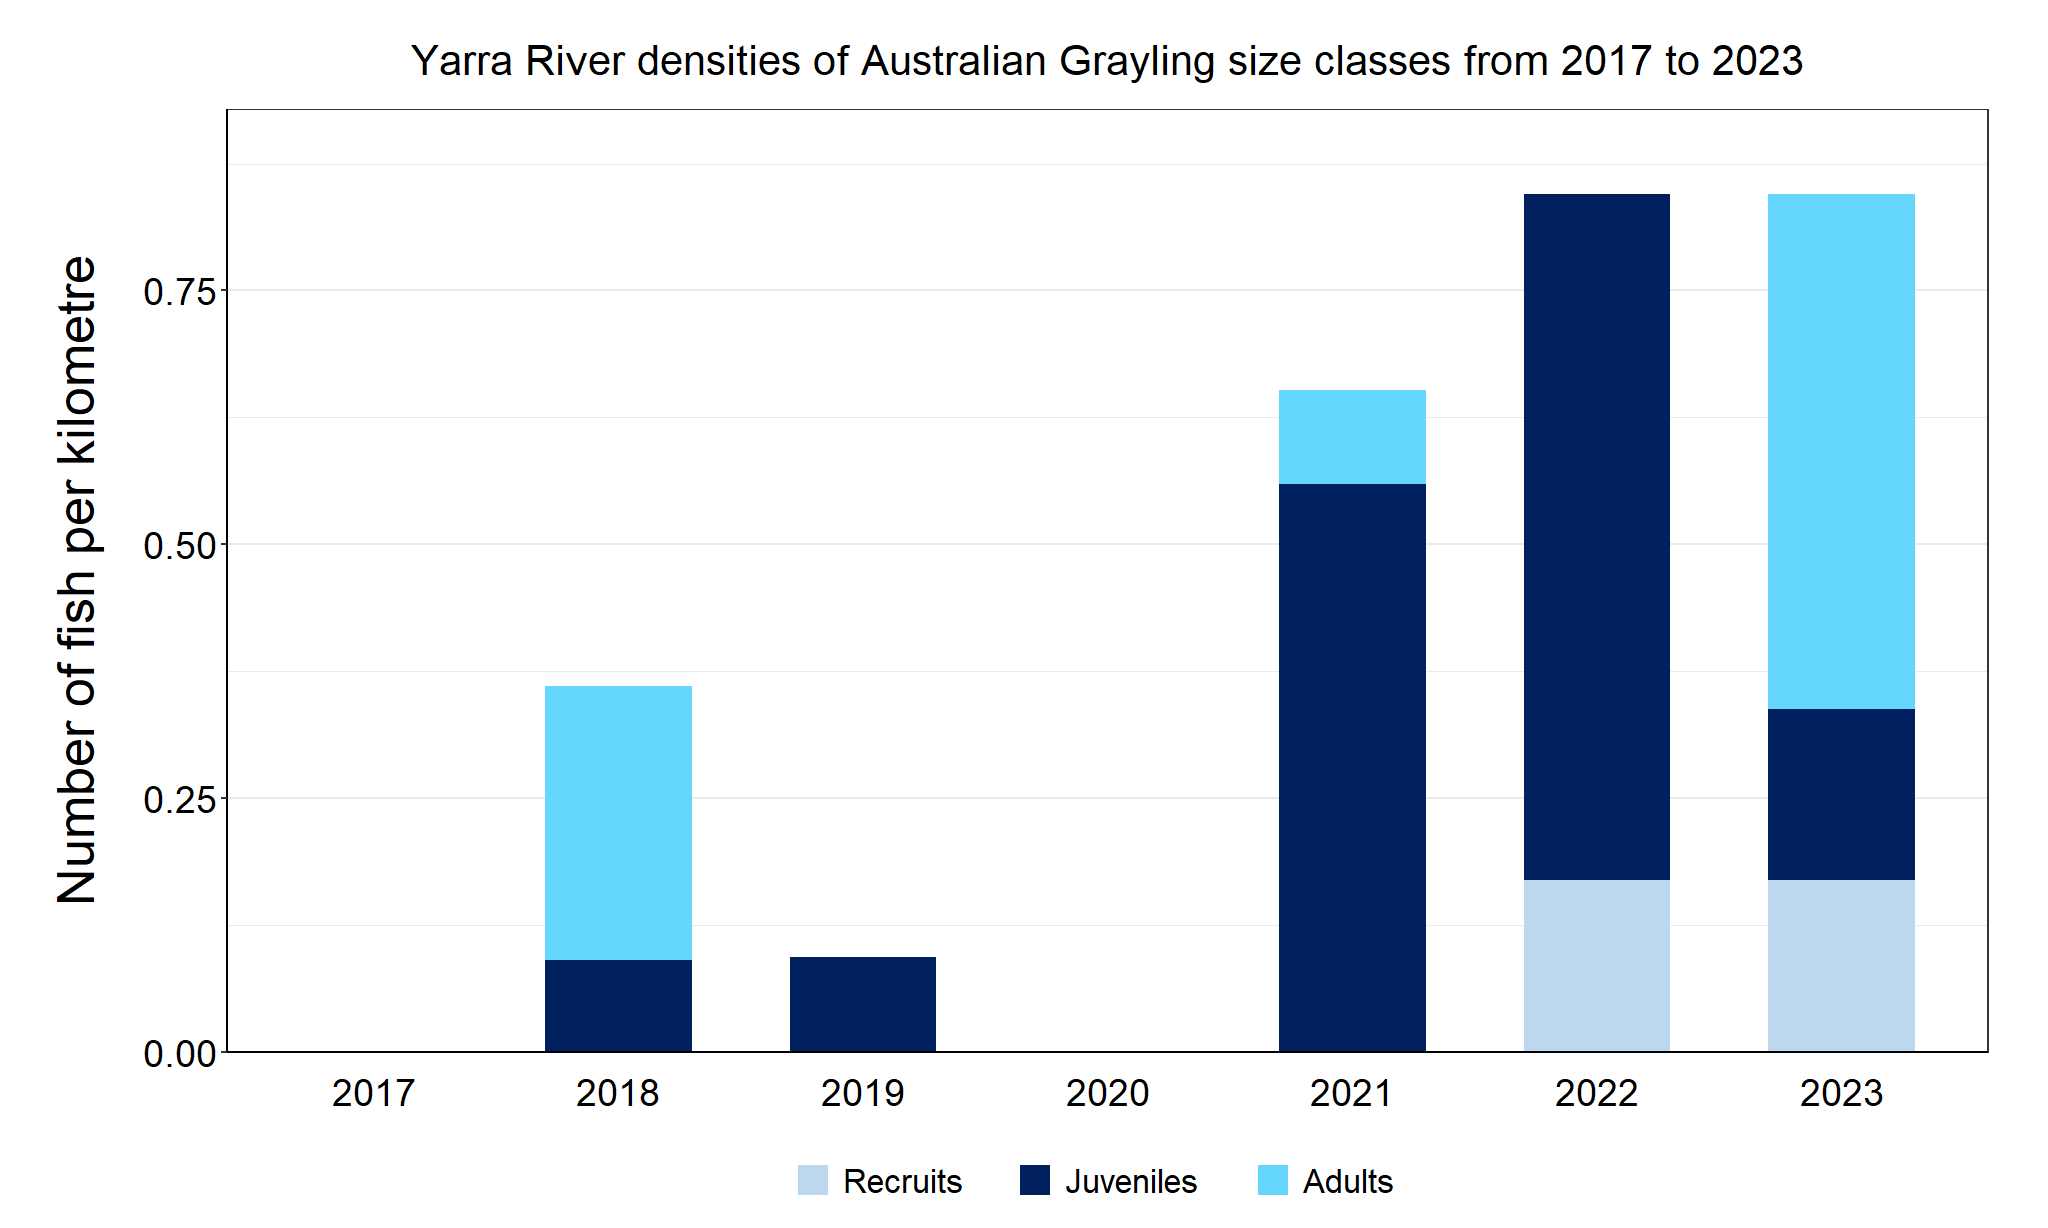 Yarra River densities of Australian Grayling size classes from 2017 to 2023
Number of fish per kilometre
0.75
0.50
0.25
0.00
2017 2018 2019 2020 2021 2022 2023
Recruits Juveniles Adults